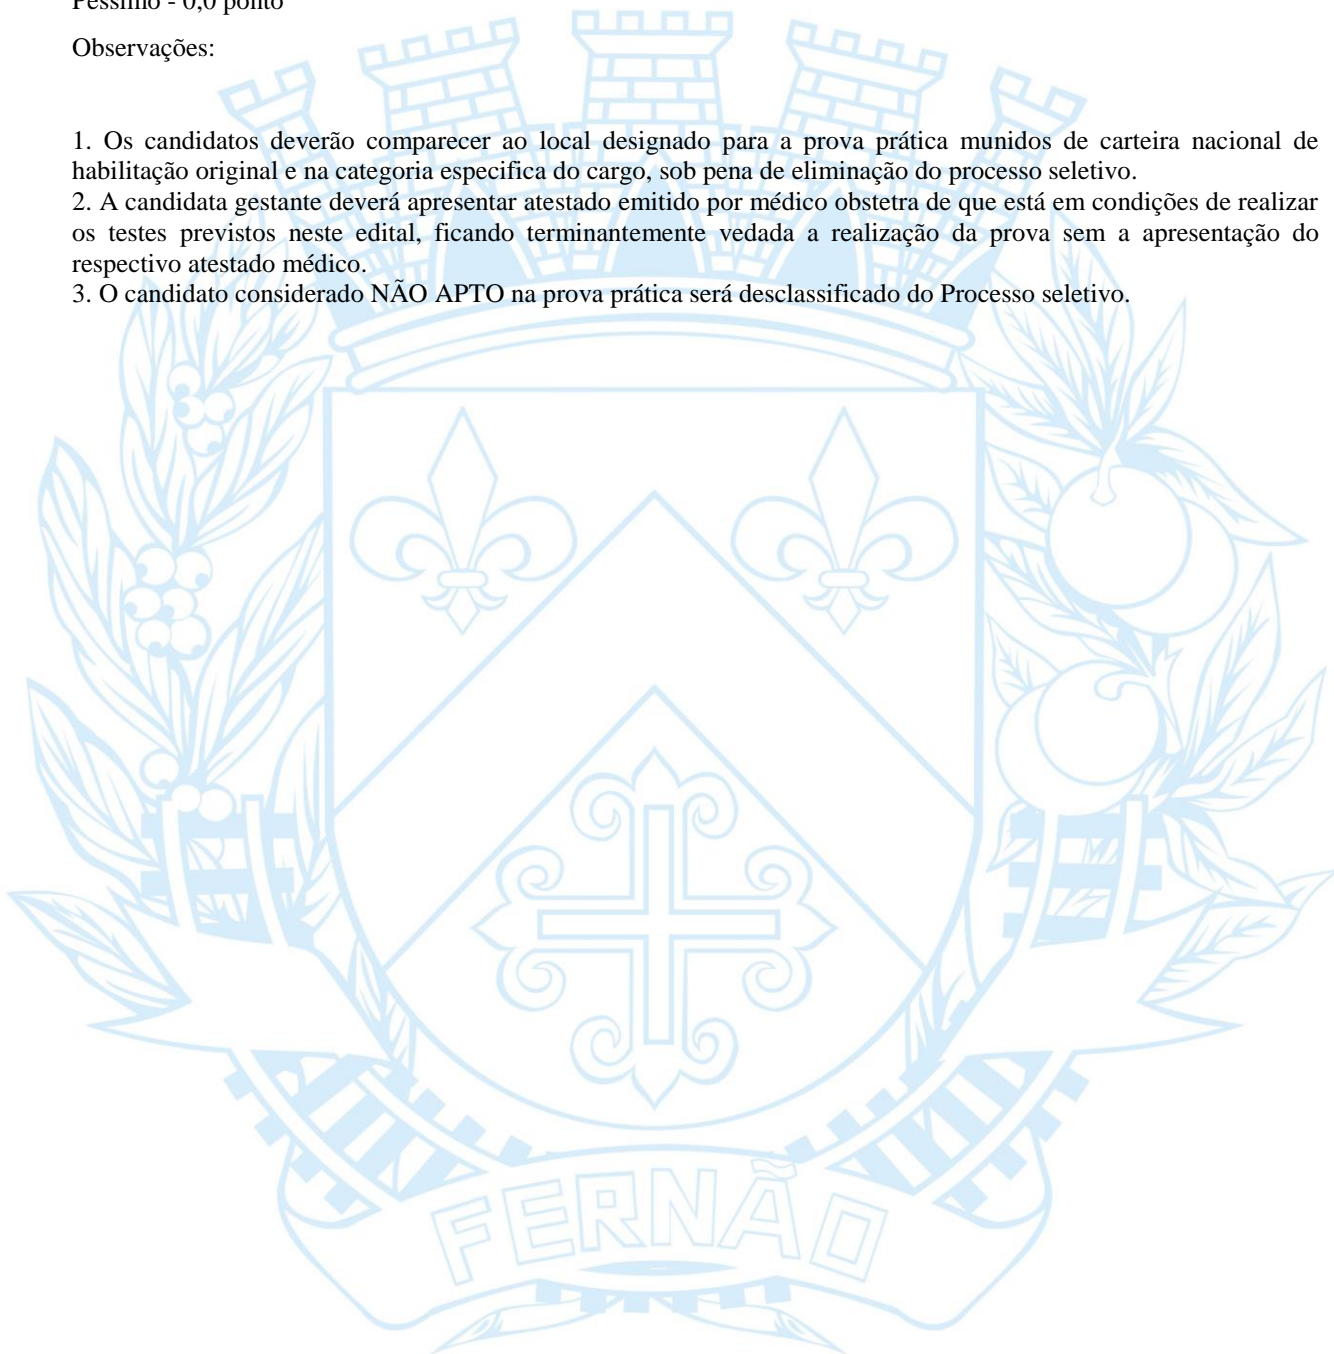 Péssimo - 0,0 ponto
Observações:
1. Os candidatos deverão comparecer ao local designado para a prova prática munidos de carteira nacional de
habilitação original e na categoria especifica do cargo, sob pena de eliminação do processo seletivo.
2. A candidata gestante deverá apresentar atestado emitido por médico obstetra de que está em condições de realizar
os testes previstos neste edital, ficando terminantemente vedada a realização da prova sem a apresentação do
respectivo atestado médico.
3. O candidato considerado NÃO APTO na prova prática será desclassificado do Processo seletivo.
FERNÃO